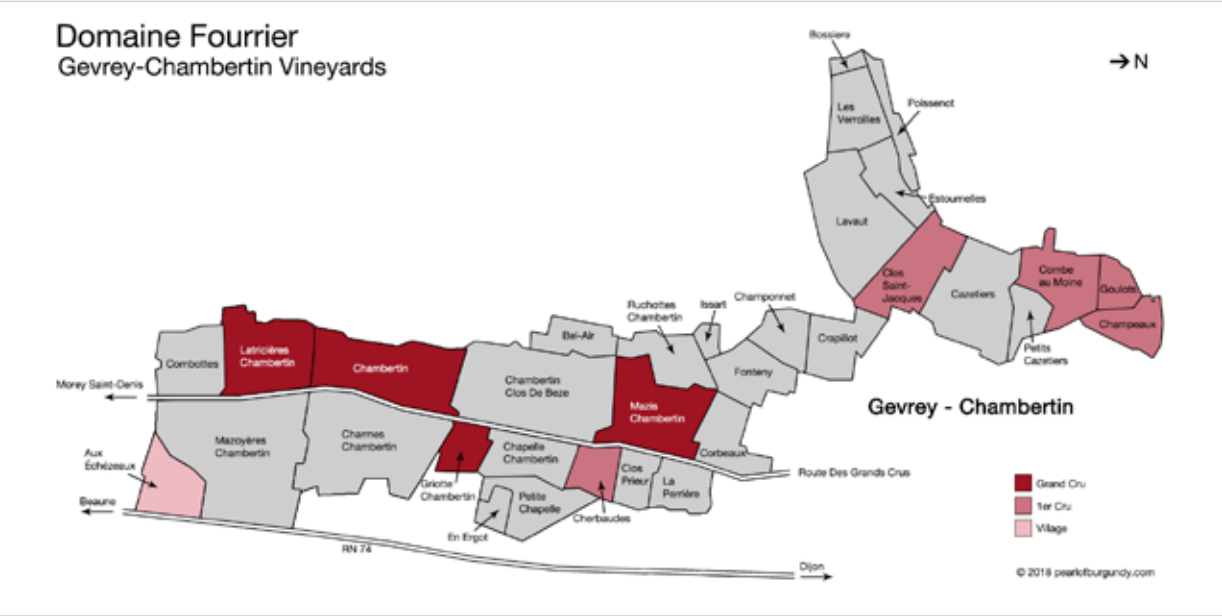 Domaine Fourrier
Gevrey-Chambertin Vineyards
Bossiere
N
Les
Verroilles
Poissenot
Estournelles
Lavaut
Clos
Saint-
Jacques
Cazetiers
Combe
au Moine
Goulots
Champeaux
Petits
Cazetiers
Ruchottes
Chambertin
Issart
Champonnet
Bel-Air
Crapillot
Fonteny
Combottes
Latricières
Chambertin
Chambertin
Chambertin
Clos De Beze
Mazis
Chambertin
Corbeaux
Gevrey - Chambertin
Morey Saint-Denis
Aux
Échézeaux
Beaune
Mazoyères
Chambertin
Charmes
Chambertin
Griotte
Chambertin
Chapelle
Chambertin
Petite
Chapelle
En Ergot
Cherbaudes
Clos
Prieur
La
Perrière
Route Des Grands Crus
RN 74
Dijon
Grand Cru
1er Cru
Village
© 2018 pearlofburgundy.com